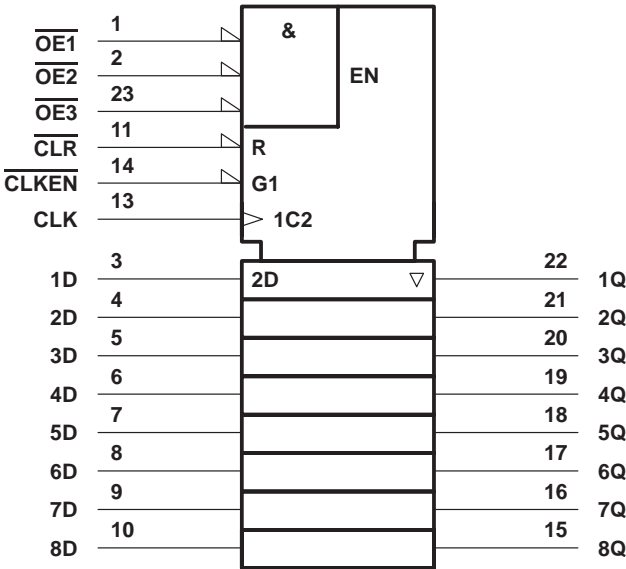 OE1 1 &
OE2 2 EN
OE3 23
CLR 11 R
CLKEN 14 G1
CLK 13 1C2
1D 3 2D ▽ 22 1Q
2D 4 21 2Q
3D 5 20 3Q
4D 6 19 4Q
5D 7 18 5Q
6D 8 17 6Q
7D 9 16 7Q
8D 10 15 8Q